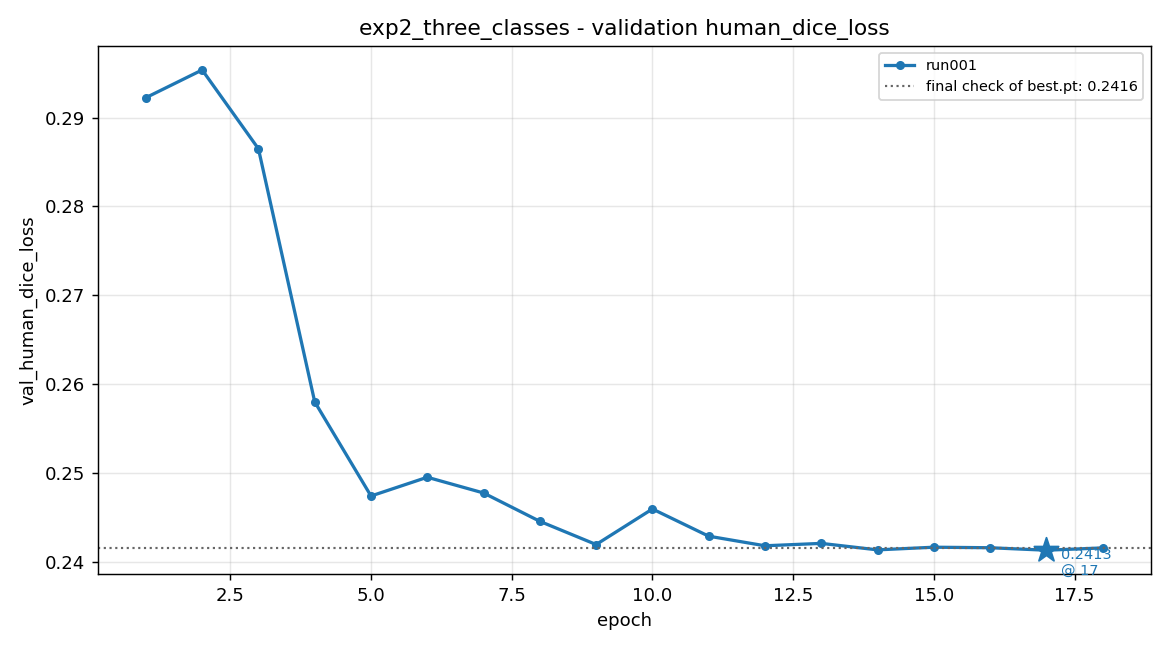 exp2_three_classes - validation human_dice_loss
run001
final check of best.pt: 0.2416
val_human_dice_loss
0.29
0.28
0.27
0.26
0.25
0.24
0.2413
@ 17
2.5 5.0 7.5 10.0 12.5 15.0 17.5
epoch